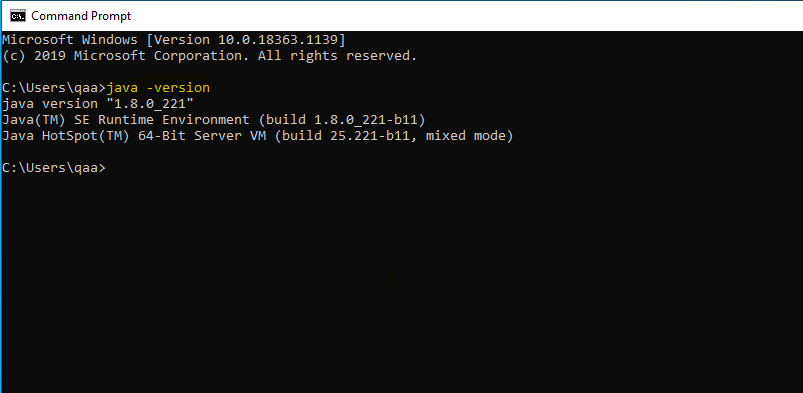 Command Prompt
Microsoft Windows [Version 10.0.18363.1139]
(c) 2019 Microsoft Corporation. All rights reserved.
C:\Users\qaa>java -version
java version "1.8.0_221"
Java(TM) SE Runtime Environment (build 1.8.0_221-b11)
Java HotSpot(TM) 64-Bit Server VM (build 25.221-b11, mixed mode)
C:\Users\qaa>